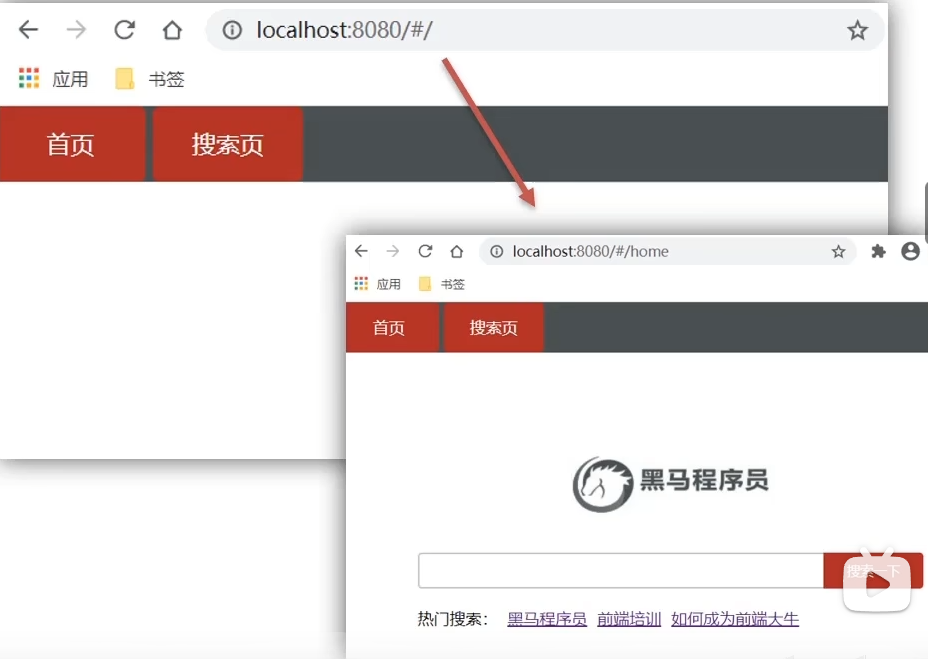 localhost:8080/#/
应用 书签
首页 搜索页
localhost:8080/#/home
应用 书签
首页 搜索页
黑马程序员
搜索一下
热门搜索： 黑马程序员 前端培训 如何成为前端大牛